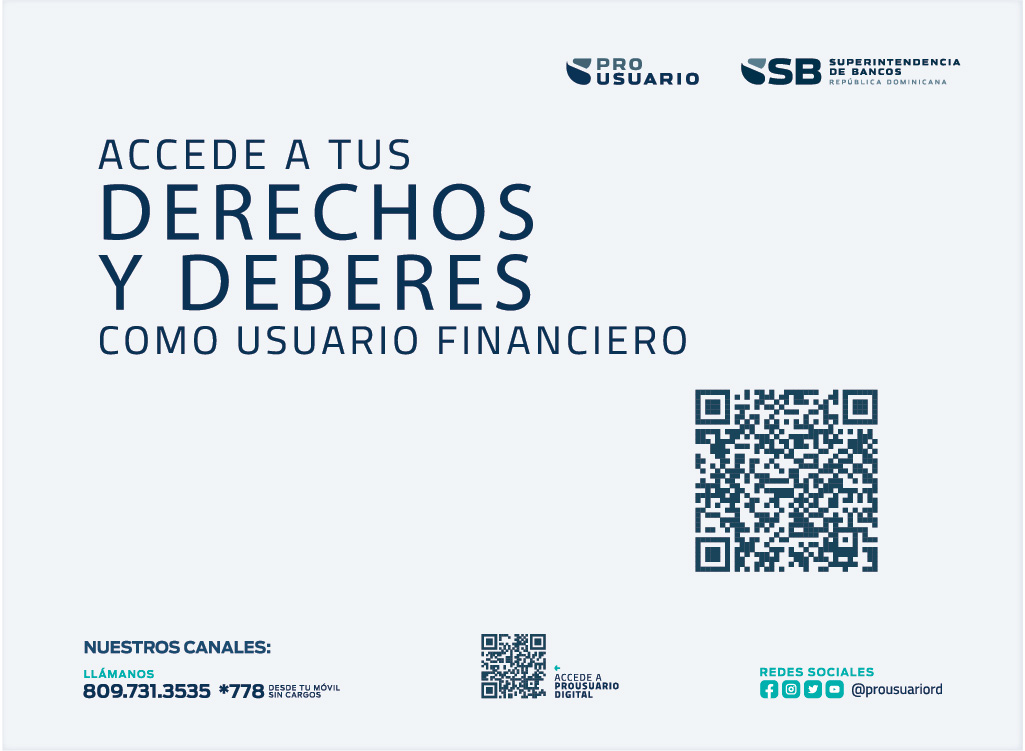 PRO
USUARIO
SB SUPERINTENDENCIA
DE BANCOS
REPÚBLICA DOMINICANA
ACCEDE A TUS
DERECHOS
Y DEBERES
COMO USUARIO FINANCIERO
NUESTROS CANALES:
LLÁMANOS
809.731.3535 *778 DESDE TU MÓVIL
SIN CARGOS
ACCEDE A
PROUSUARIO
DIGITAL
REDES SOCIALES
@prousuariord